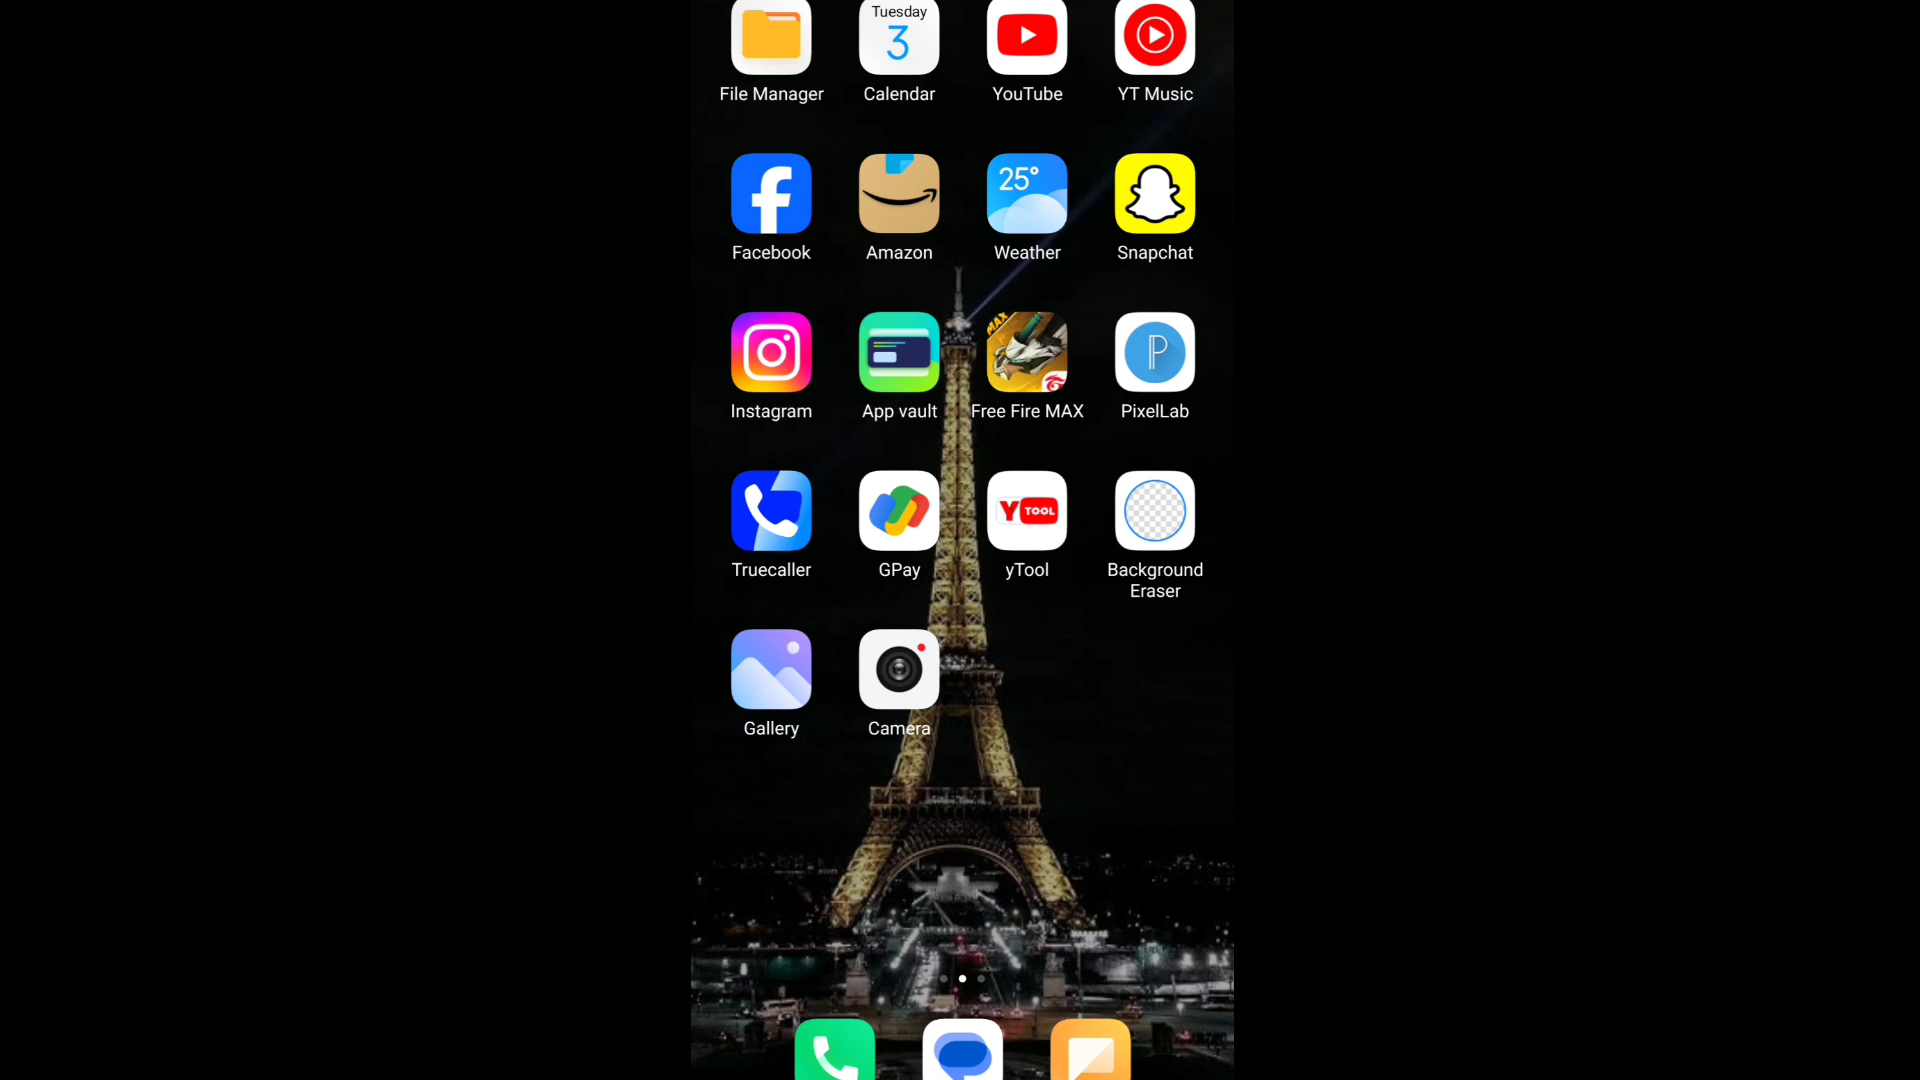 Tuesday
3
File Manager
Calendar
YouTube
YT Music
25°
Facebook
Amazon
Weather
Snapchat
MAX
P
Instagram
App vault
Free Fire MAX
PixelLab
Y TOOL
Truecaller
GPay
yTool
Background
Eraser
Gallery
Camera